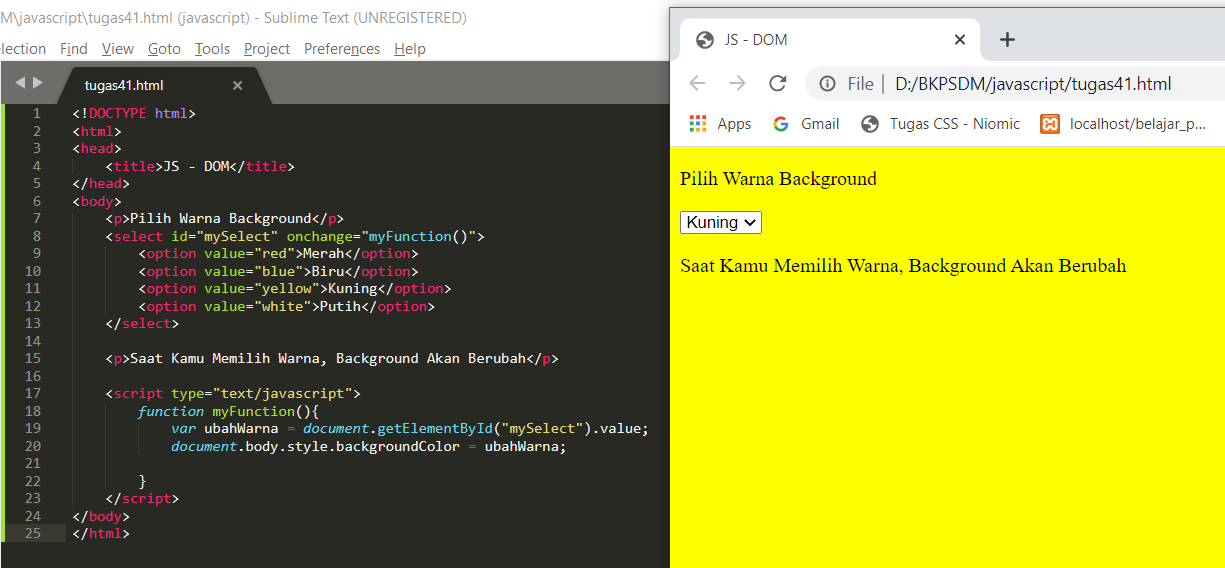 M\javascript\tugas41.html (javascript) - Sublime Text (UNREGISTERED)
lection Find View Goto Tools Project Preferences Help
tugas41.html
1 <!DOCTYPE html>
2 <html>
3 <head>
4 <title>JS - DOM</title>
5 </head>
6 <body>
7 <p>Pilih Warna Background</p>
8 <select id="mySelect" onchange="myFunction()">
9 <option value="red">Merah</option>
10 <option value="blue">Biru</option>
11 <option value="yellow">Kuning</option>
12 <option value="white">Putih</option>
13 </select>
14
15 <p>Saat Kamu Memilih Warna, Background Akan Berubah</p>
16
17 <script type="text/javascript">
18 function myFunction(){
19 var ubahWarna = document.getElementById("mySelect").value;
20 document.body.style.backgroundColor = ubahWarna;
21
22 }
23 </script>
24 </body>
25 </html>
JS - DOM
File | D:/BKPSDM/javascript/tugas41.html
Apps Gmail Tugas CSS - Niomic localhost/belajar_p...
Pilih Warna Background
Kuning
Saat Kamu Memilih Warna, Background Akan Berubah